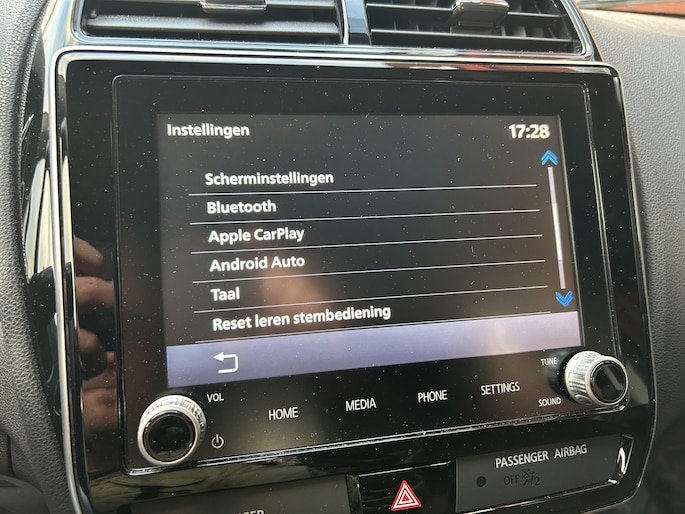 Instellingen 17:28
Scherminstellingen
Bluetooth
Apple CarPlay
Android Auto
Taal
Reset leren stembediening
VOL
HOME
MEDIA
PHONE
SETTINGS
TUNE
SOUND
PASSENGER AIRBAG
OFF 2